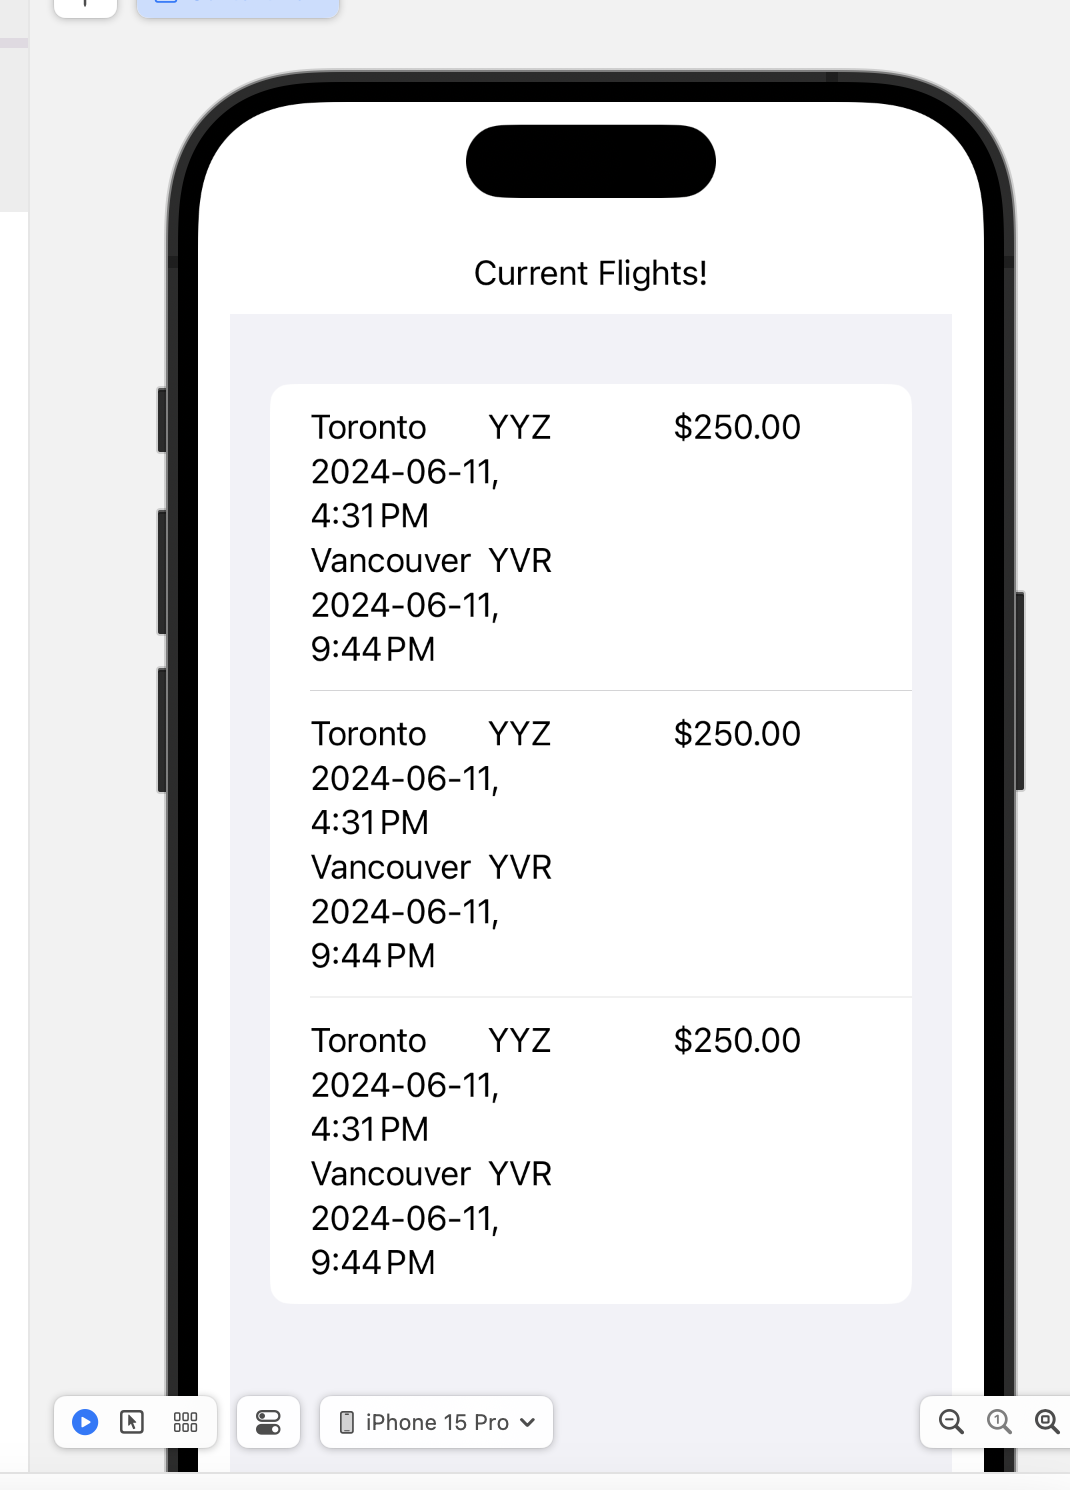 Current Flights!
Toronto YYZ $250.00
2024-06-11,
4:31 PM
Vancouver YVR
2024-06-11,
9:44 PM
Toronto YYZ $250.00
2024-06-11,
4:31 PM
Vancouver YVR
2024-06-11,
9:44 PM
Toronto YYZ $250.00
2024-06-11,
4:31 PM
Vancouver YVR
2024-06-11,
9:44 PM
iPhone 15 Pro